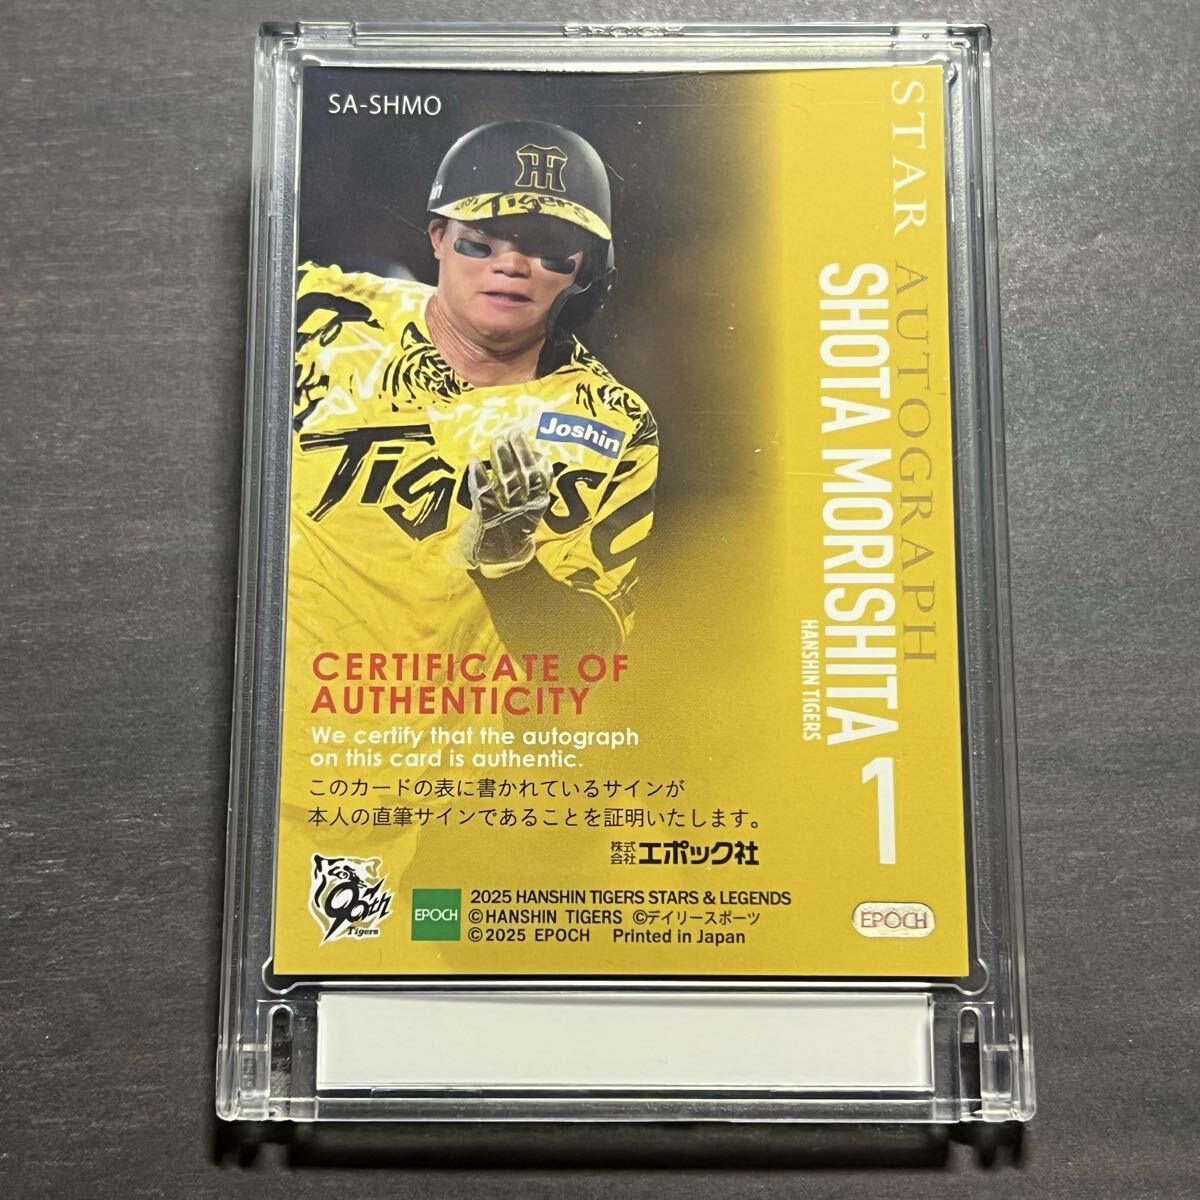 SA-SHMO
STAR AUTOGRAPH
SHOTA MORISHITA 1
HANSHIN TIGERS
TH
Tigers
Joshin
Tigers
CERTIFICATE OF
AUTHENTICITY
We certify that the autograph
on this card is authentic.
このカードの表に書かれているサインが
本人の直筆サインであることを証明いたします。
株式会社エポック社
90th
Tigers
EPOCH
2025 HANSHIN TIGERS STARS & LEGENDS
©HANSHIN TIGERS ©デイリースポーツ
©2025 EPOCH Printed in Japan
EPOCH